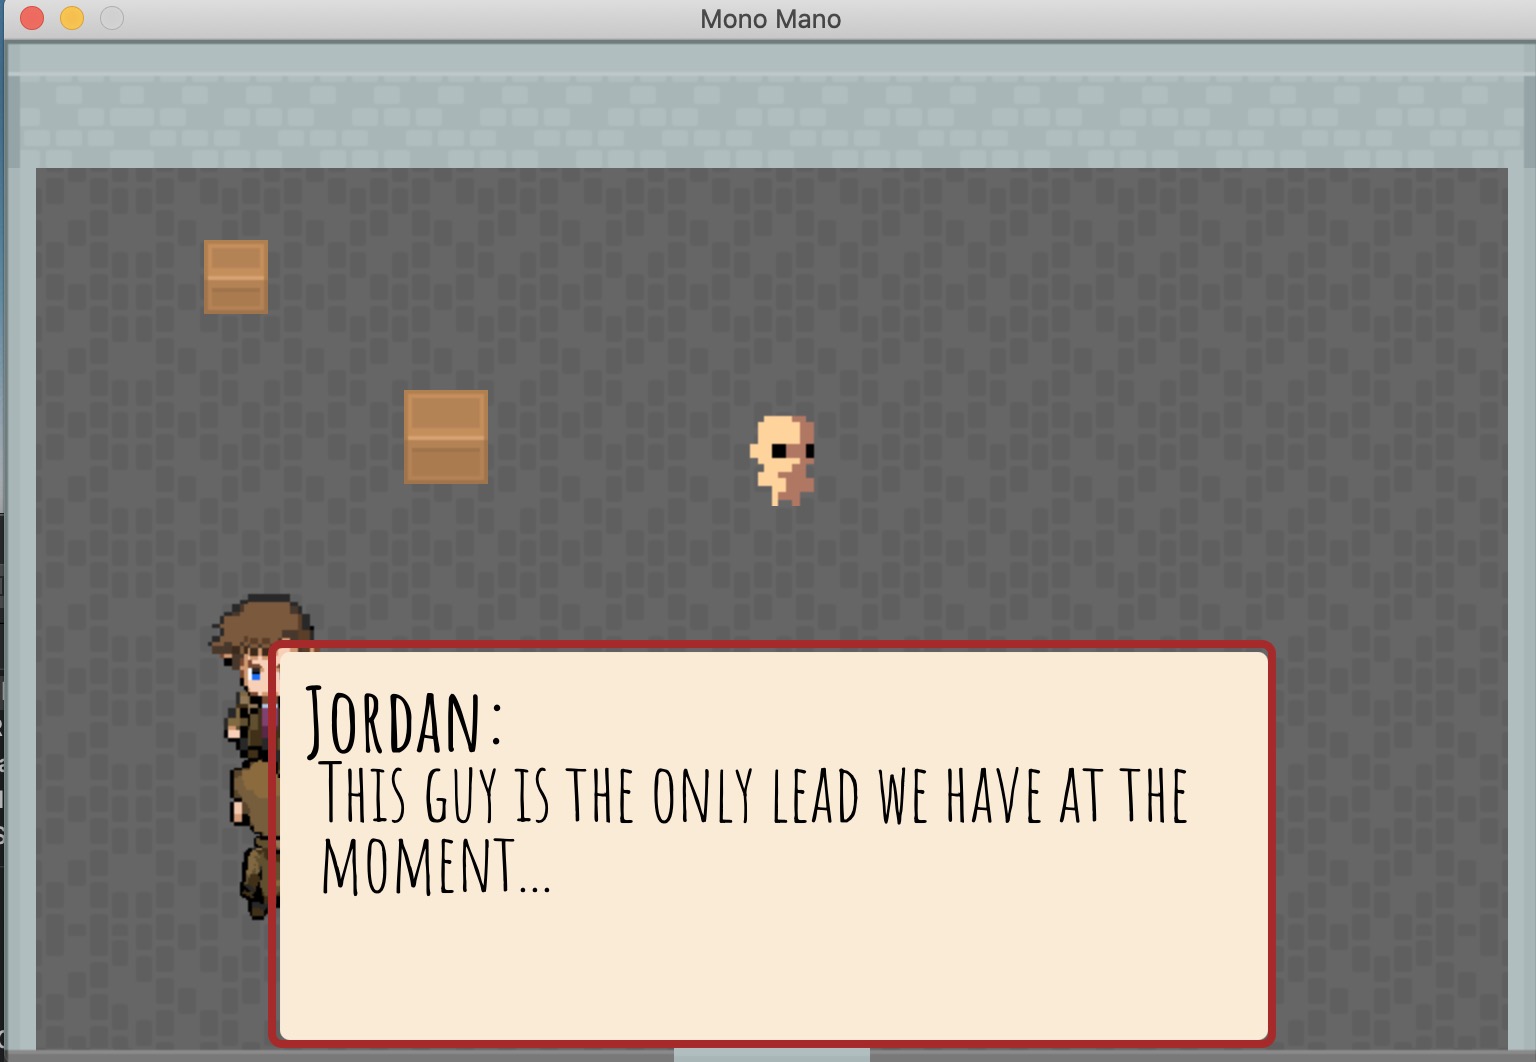 Mono Mano
JORDAN:
THIS GUY IS THE ONLY LEAD WE HAVE AT THE
MOMENT...